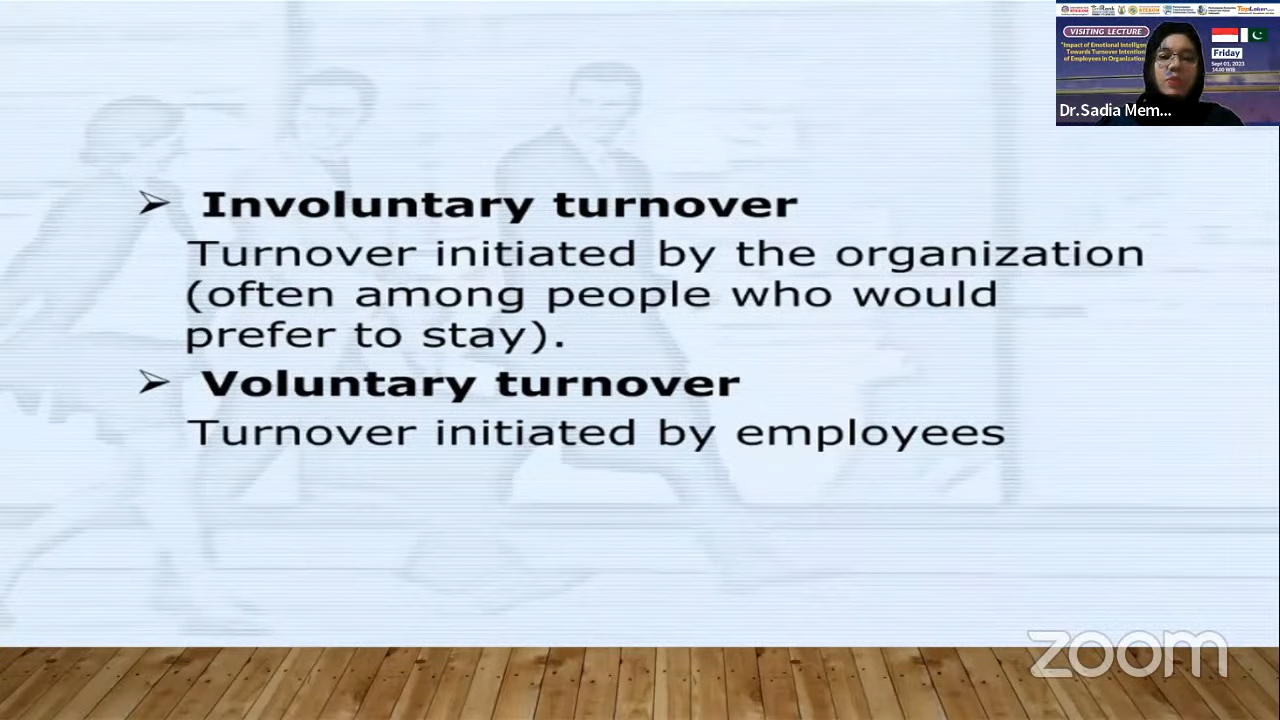 VISITING LECTURE
"Impact of Emotional Intelligen
Towards Turnover Intention
of Employees in Organization
Friday
Sept 01, 2023
14.00 WIB
Dr.Sadia Mem...
➢ Involuntary turnover
Turnover initiated by the organization
(often among people who would
prefer to stay).
➢ Voluntary turnover
Turnover initiated by employees
zoom